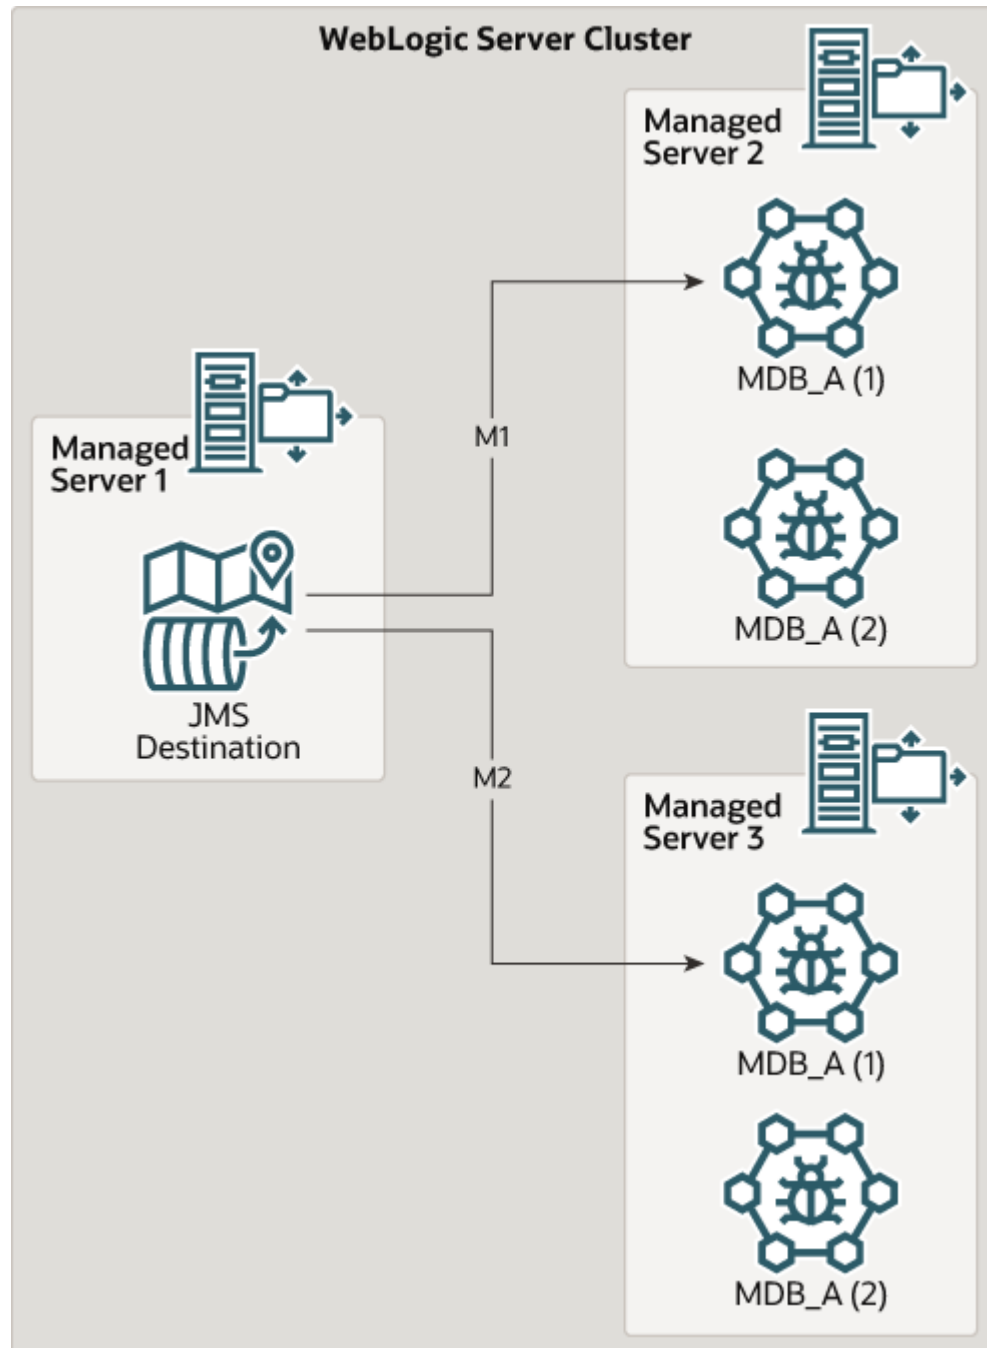 WebLogic Server Cluster
Managed
Server 2
MDB_A (1)
MDB_A (2)
Managed
Server 1
JMS
Destination
M1
M2
Managed
Server 3
MDB_A (1)
MDB_A (2)